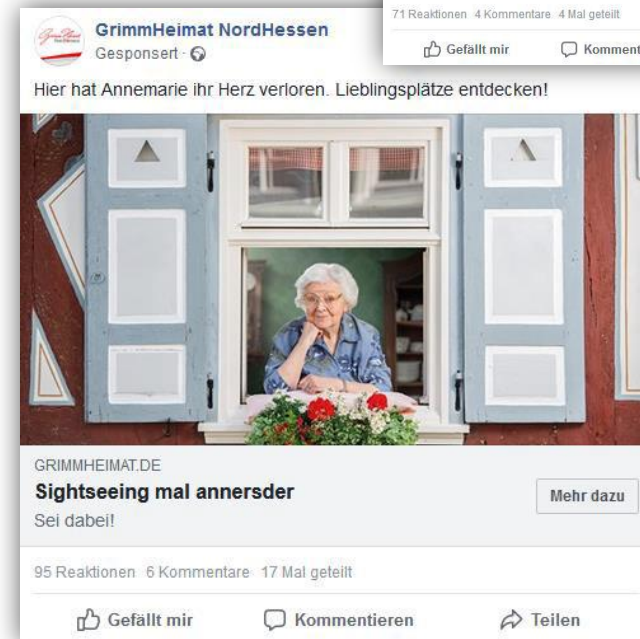 71 Reaktionen 4 Kommentare 4 Mal geteilt
Gefällt mir Komment
GrimmHeimat NordHessen
Gesponsert ·
Hier hat Annemarie ihr Herz verloren. Lieblingsplätze entdecken!
GRIMMHEIMAT.DE
Sightseeing mal annersder
Mehr dazu
Sei dabei!
95 Reaktionen 6 Kommentare 17 Mal geteilt
Gefällt mir Kommentieren Teilen